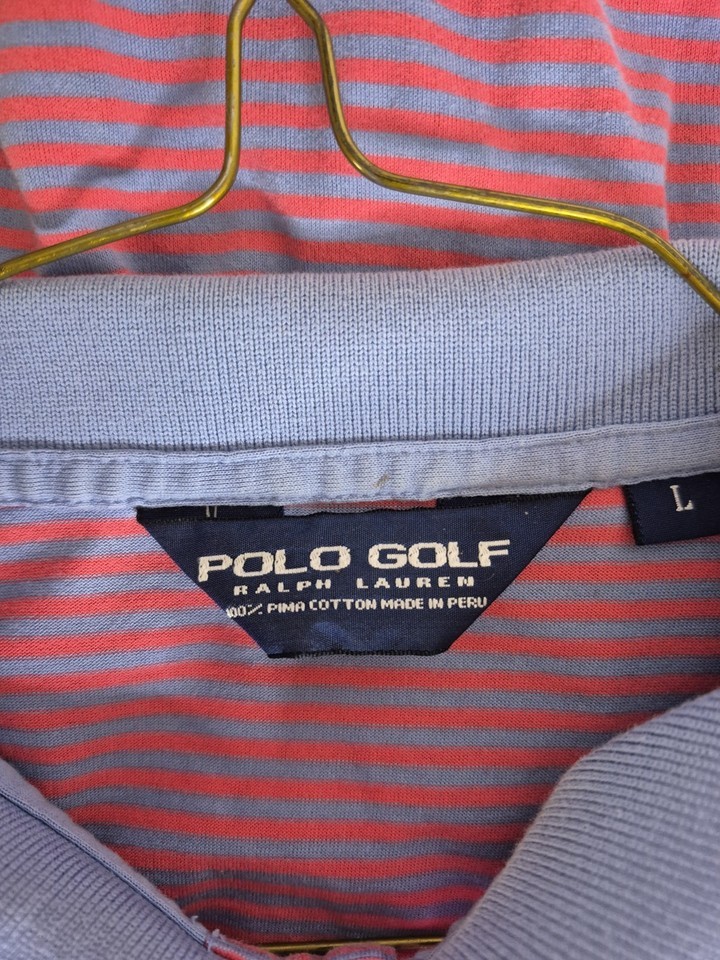 POLO GOLF
RALPH LAUREN
100% PIMA COTTON MADE IN PERU
L